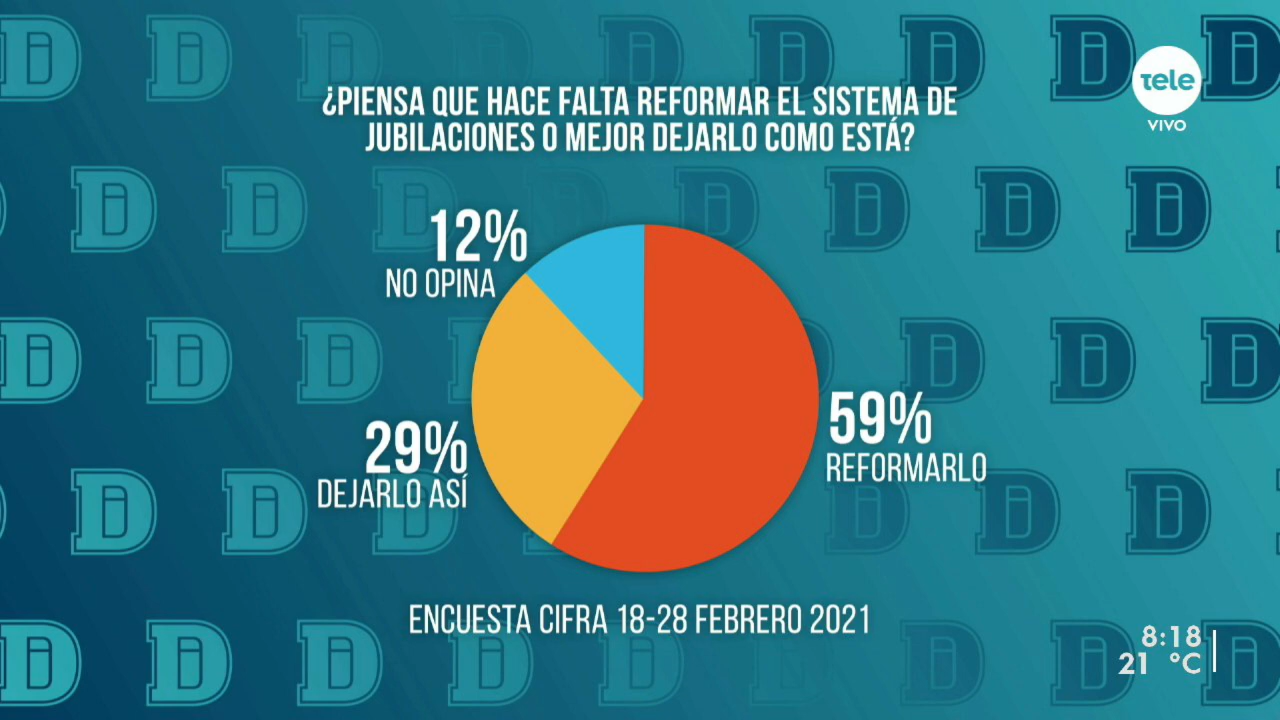 ¿PIENSA QUE HACE FALTA REFORMAR EL SISTEMA DE
JUBILACIONES O MEJOR DEJARLO COMO ESTÁ?
tele
VIVO
12%
NO OPINA
59%
REFORMARLO
29%
DEJARLO ASÍ
ENCUESTA CIFRA 18-28 FEBRERO 2021
8:18
21 °C